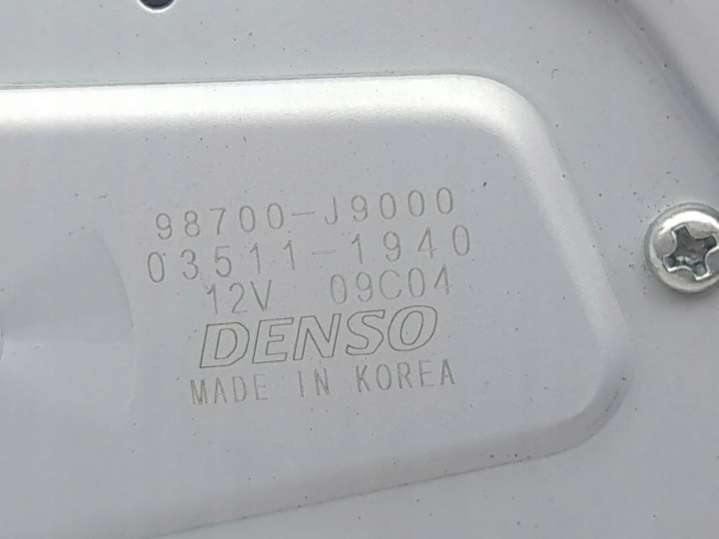 98700-J9000
03511-1940
12V 09C04
DENSO
MADE IN KOREA